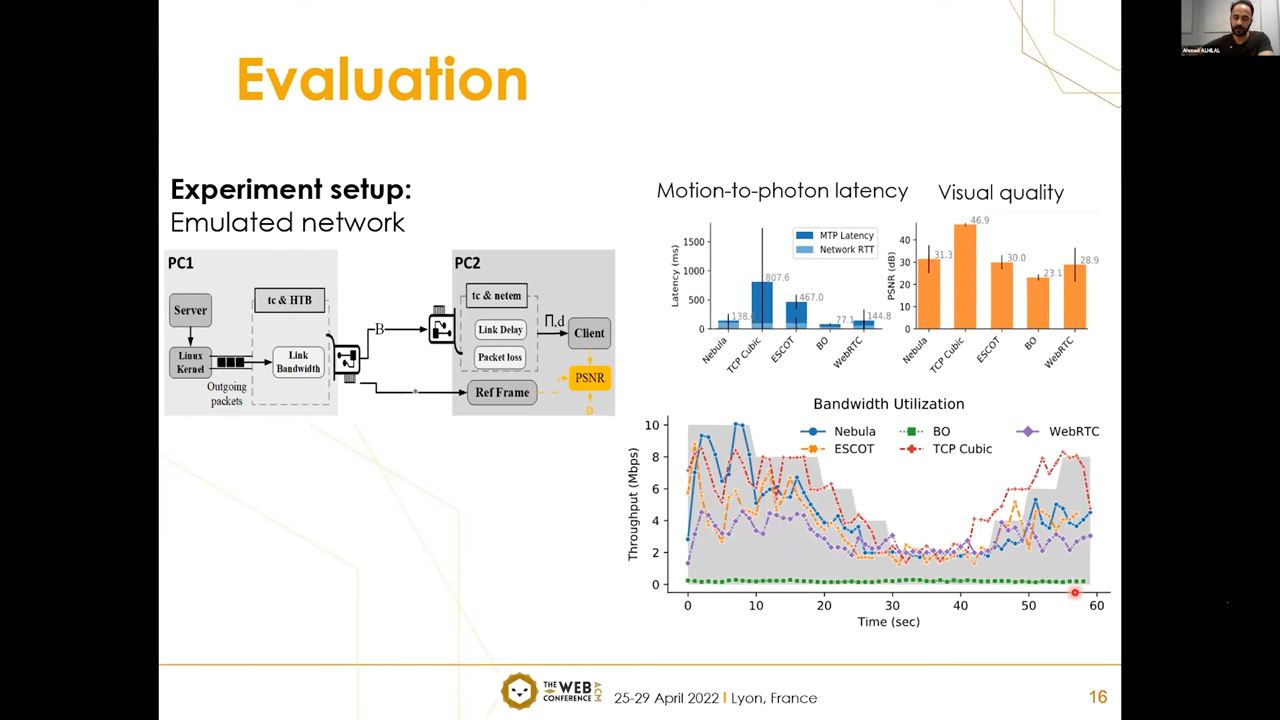 Ahmad ALHILAL
Evaluation
Experiment setup:
Emulated network
PC1
Server
Linux
Kernel
Outgoing
packets
tc & HTB
Link
Bandwidth
B
*
PC2
tc & netem
Link Delay
Packet loss
Π,d
Client
PSNR
D
Ref Frame
Motion-to-photon latency
Latency (ms)
1500
1000
500
0
MTP Latency
Network RTT
807.6
467.0
77.1
144.8
Nebula
TCP Cubic
ESCOT
BO
WebRTC
Visual quality
PSNR (dB)
40
30
20
10
0
31.3
46.9
30.0
23.1
28.9
Nebula
TCP Cubic
ESCOT
BO
WebRTC
Bandwidth Utilization
Nebula
BO
WebRTC
ESCOT
TCP Cubic
Throughput (Mbps)
10
8
6
4
2
0
0 10 20 30 40 50 60
Time (sec)
THE WEB
CONFERENCE
ACM
25-29 April 2022 I Lyon, France
16